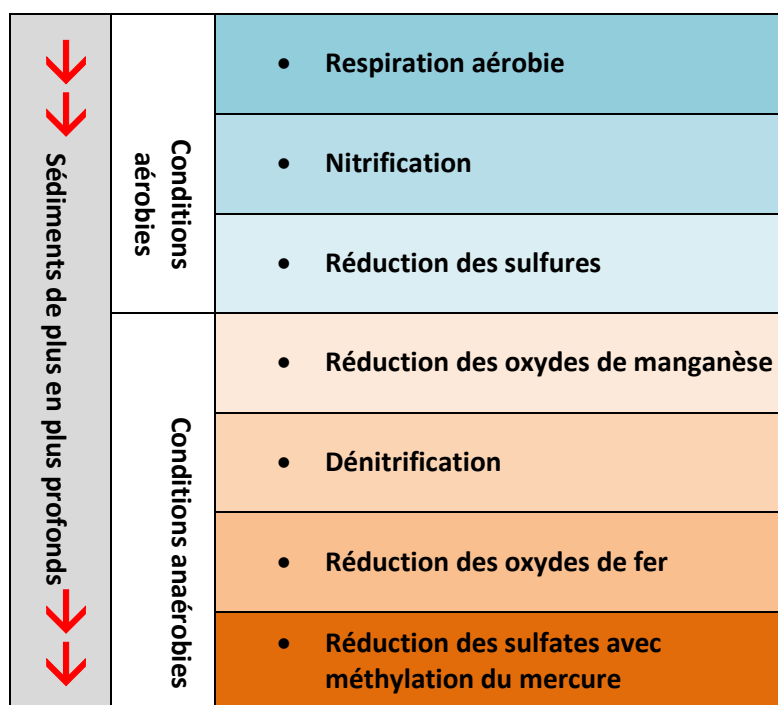 Sédiments de plus en plus profonds
Conditions
aérobies
• Respiration aérobie
• Nitrification
• Réduction des sulfures
Conditions anaérobies
• Réduction des oxydes de manganèse
• Dénitrification
• Réduction des oxydes de fer
• Réduction des sulfates avec
méthylation du mercure